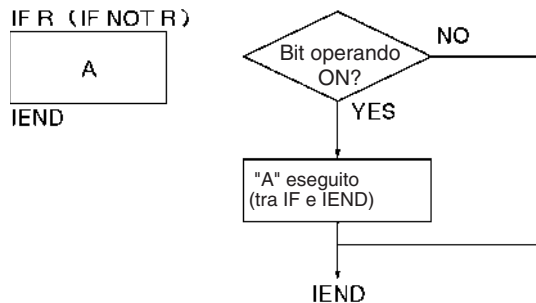 IF R (IF NOT R)
A
IEND
Bit operando
ON?
NO
YES
"A" eseguito
(tra IF e IEND)
IEND